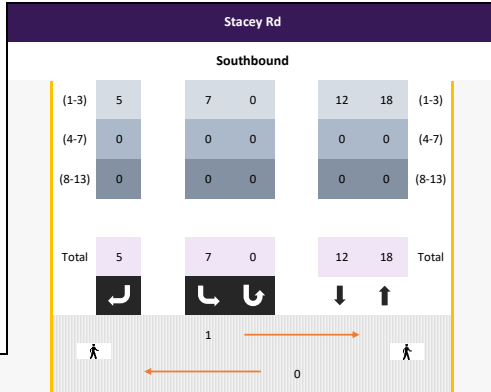 Stacey Rd
Southbound
(1-3) 5 7 0 12 18 (1-3)
(4-7) 0 0 0 0 0 (4-7)
(8-13) 0 0 0 0 0 (8-13)
Total 5 7 0 12 18 Total
1
0